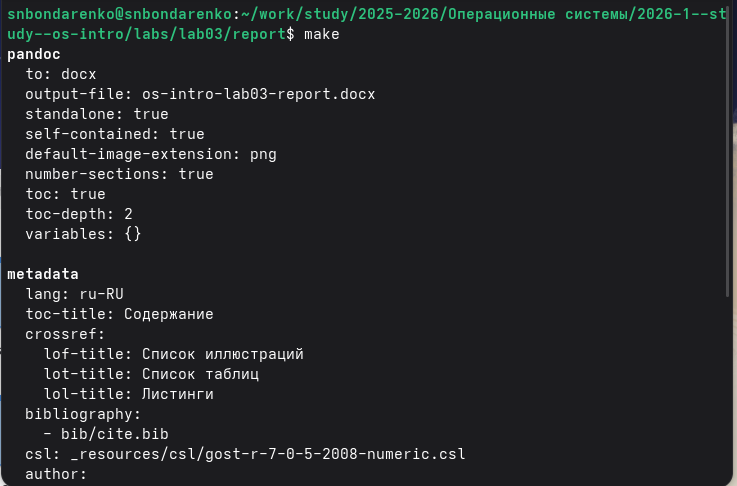 snbondarenko@snbondarenko:~/work/study/2025-2026/Операционные системы/2026-1--st
udy--os-intro/labs/lab03/report$ make
pandoc
  to: docx
  output-file: os-intro-lab03-report.docx
  standalone: true
  self-contained: true
  default-image-extension: png
  number-sections: true
  toc: true
  toc-depth: 2
  variables: {}

metadata
  lang: ru-RU
  toc-title: Содержание
  crossref:
    lof-title: Список иллюстраций
    lot-title: Список таблиц
    lol-title: Листинги
  bibliography:
    - bib/cite.bib
  csl: _resources/csl/gost-r-7-0-5-2008-numeric.csl
  author: